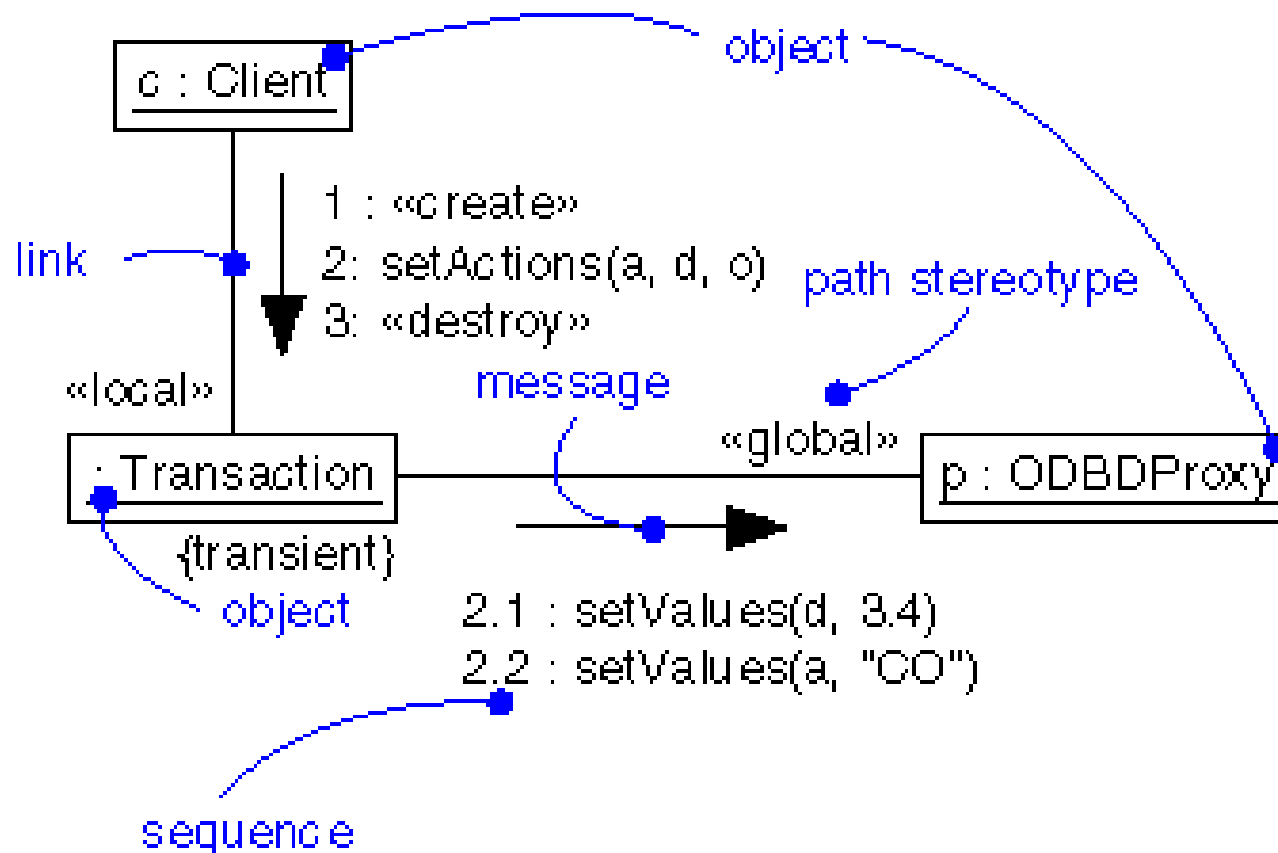 object
c : Client
1 : «create»
link
2: setActions(a, d, o)
path stereotype
3: «destroy»
«local»
message
«global»
: Transaction
p : ODBDProxy
{transient}
object
2.1 : setValues(d, 3.4)
2.2 : setValues(a, "CO")
sequence